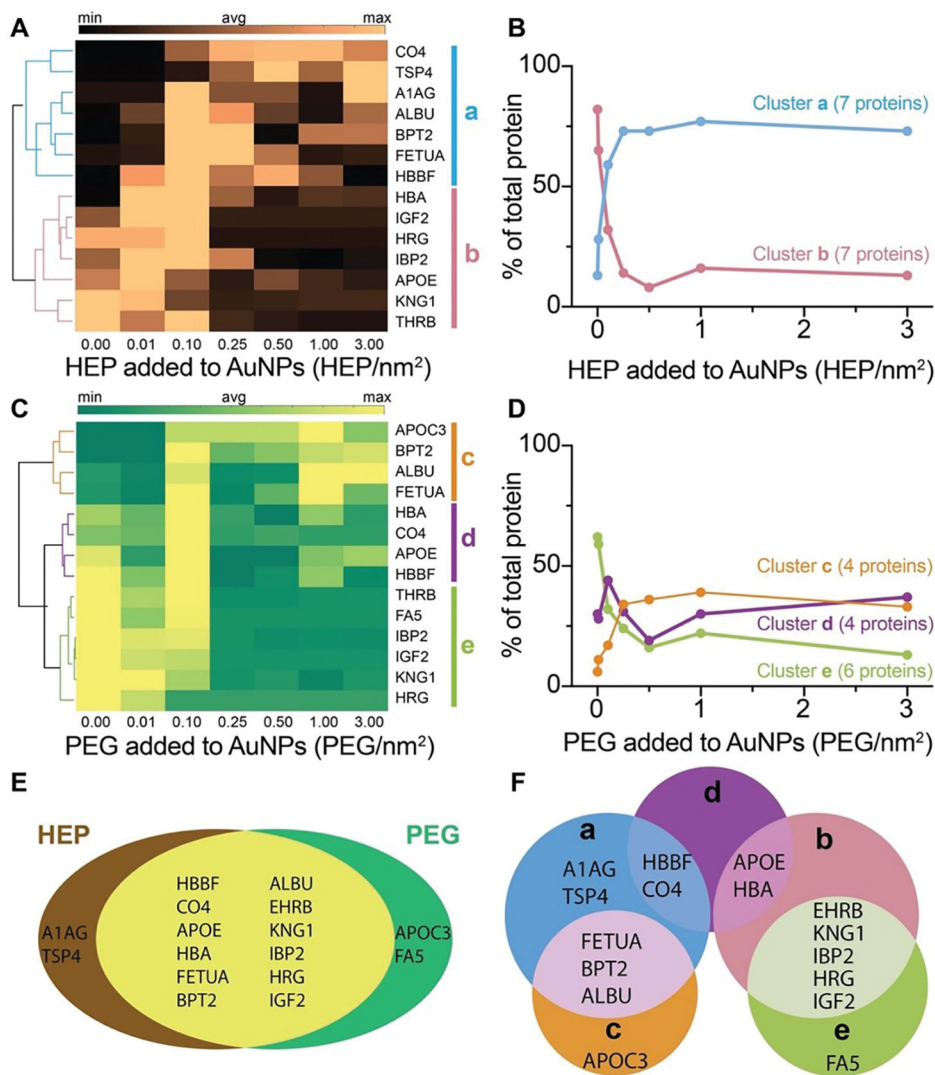 A
min avg max
CO4
TSP4
A1AG
ALBU
BPT2
FETUA
HBBF
HBA
IGF2
HRG
IBP2
APOE
KNG1
THRB
a
b
0.00 0.01 0.10 0.25 0.50 1.00 3.00
HEP added to AuNPs (HEP/nm²)
B
100
50
0
% of total protein
Cluster a (7 proteins)
Cluster b (7 proteins)
0 1 2 3
HEP added to AuNPs (HEP/nm²)
C
min avg max
APOC3
BPT2
ALBU
FETUA
HBA
CO4
APOE
HBBF
THRB
FA5
IBP2
IGF2
KNG1
HRG
c
d
e
0.00 0.01 0.10 0.25 0.50 1.00 3.00
PEG added to AuNPs (PEG/nm²)
D
100
50
0
% of total protein
Cluster c (4 proteins)
Cluster d (4 proteins)
Cluster e (6 proteins)
0 1 2 3
PEG added to AuNPs (PEG/nm²)
E
HEP
PEG
A1AG
TSP4
HBBF ALBU
CO4 EHRB
APOE KNG1
HBA IBP2
FETUA HRG
BPT2 IGF2
APOC3
FA5
F
d
a
b
A1AG
TSP4
HBBF
CO4
APOE
HBA
FETUA
BPT2
ALBU
EHRB
KNG1
IBP2
HRG
IGF2
c
APOC3
e
FA5